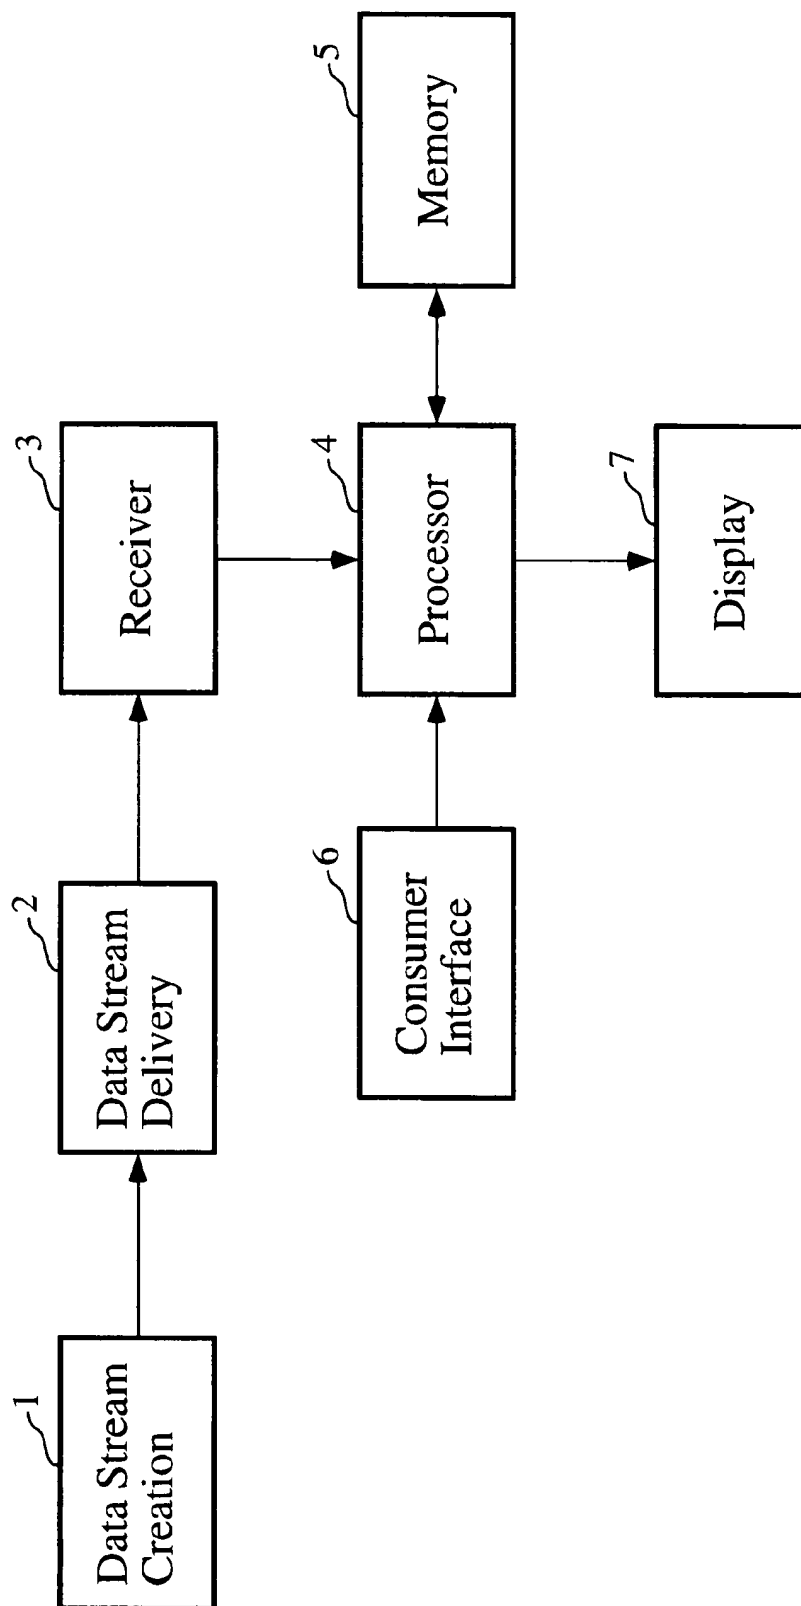 1
Data Stream
Creation
2
Data Stream
Delivery
3
Receiver
6
Consumer
Interface
4
Processor
5
Memory
7
Display